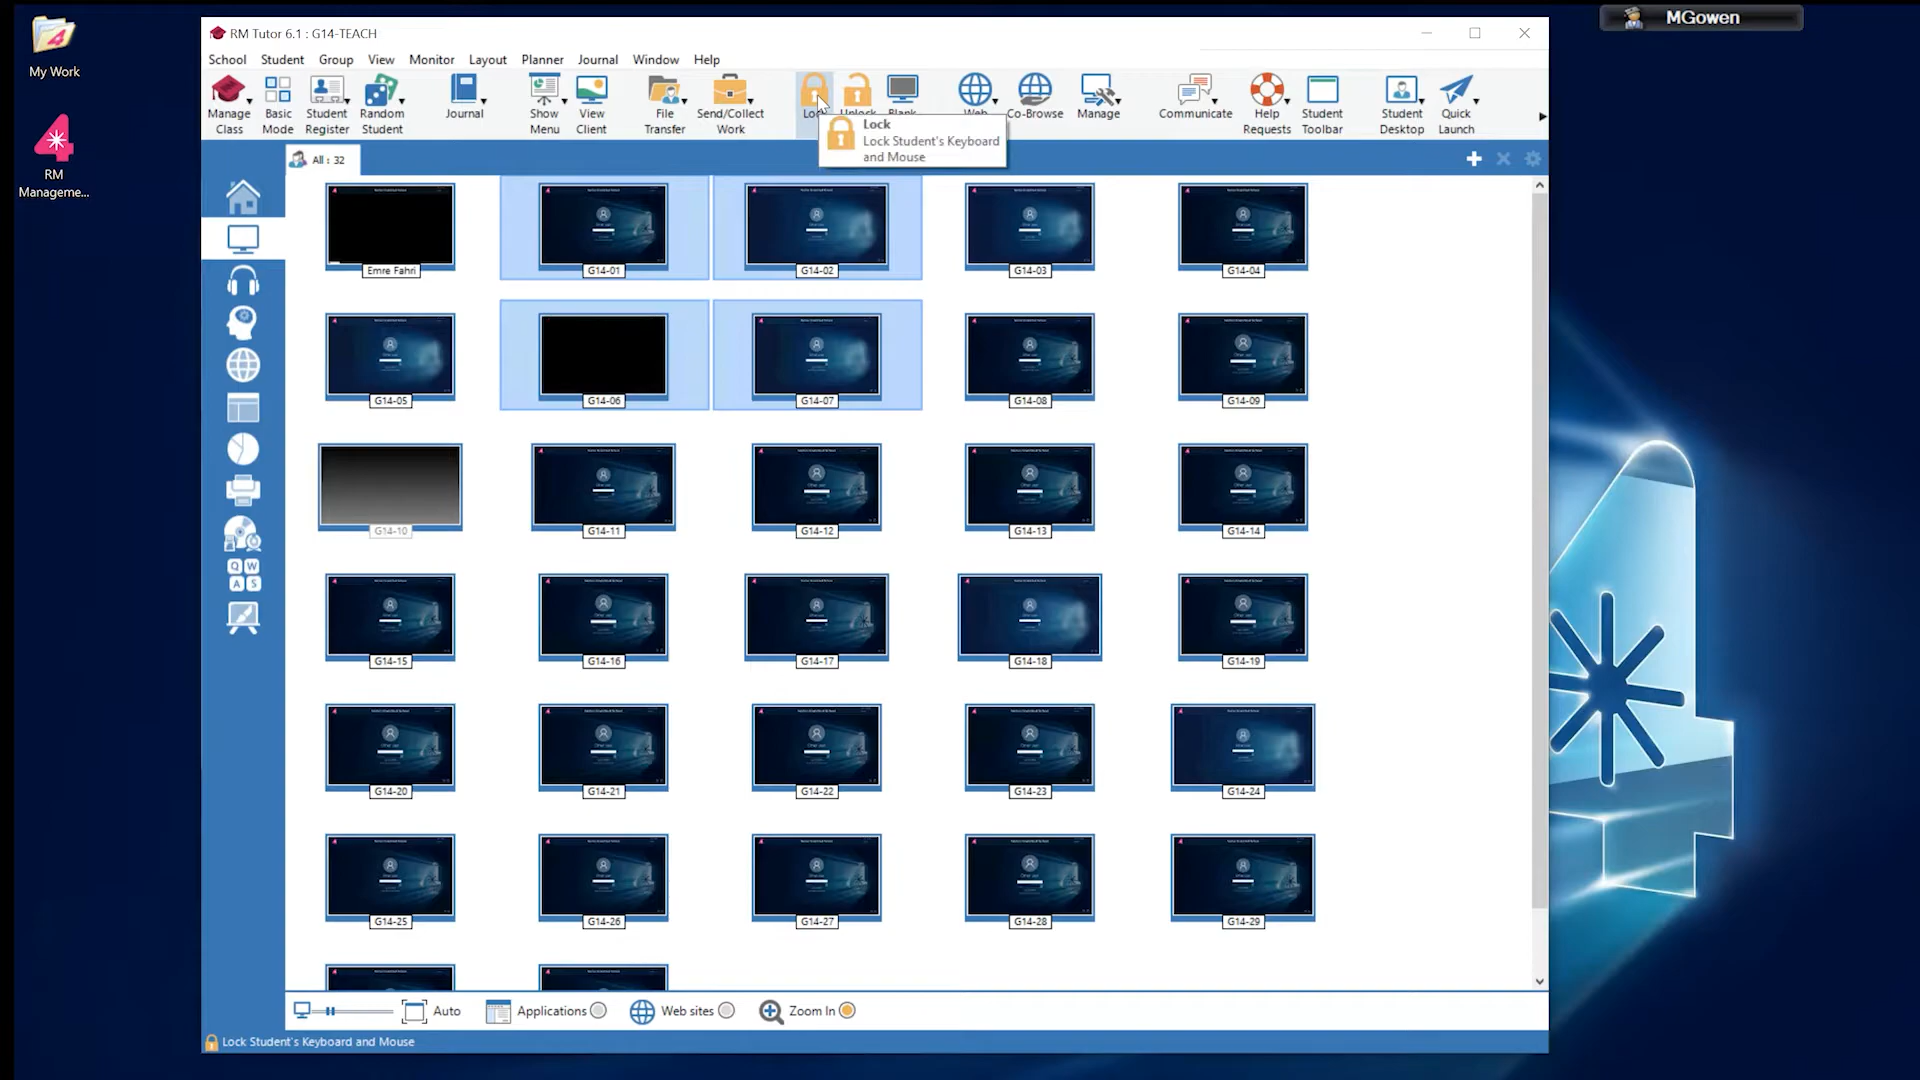 My Work
RM
Manageme...
MGowen
RM Tutor 6.1 : G14-TEACH
School Student Group View Monitor Layout Planner Journal Window Help
Manage Class
Basic Mode
Student Register
Random Student
Journal
Show Menu
View Client
File Transfer
Send/Collect Work
Lock
Unlock
Blank
Web
Co-Browse
Manage
Communicate
Help Requests
Student Toolbar
Student Desktop
Quick Launch
Lock
Lock Student's Keyboard
and Mouse
All : 32
Emre Fahri G14-01 G14-02 G14-03 G14-04
G14-05 G14-06 G14-07 G14-08 G14-09
G14-10 G14-11 G14-12 G14-13 G14-14
G14-15 G14-16 G14-17 G14-18 G14-19
G14-20 G14-21 G14-22 G14-23 G14-24
G14-25 G14-26 G14-27 G14-28 G14-29
Q W
A S
Auto Applications Web sites Zoom In
Lock Student's Keyboard and Mouse